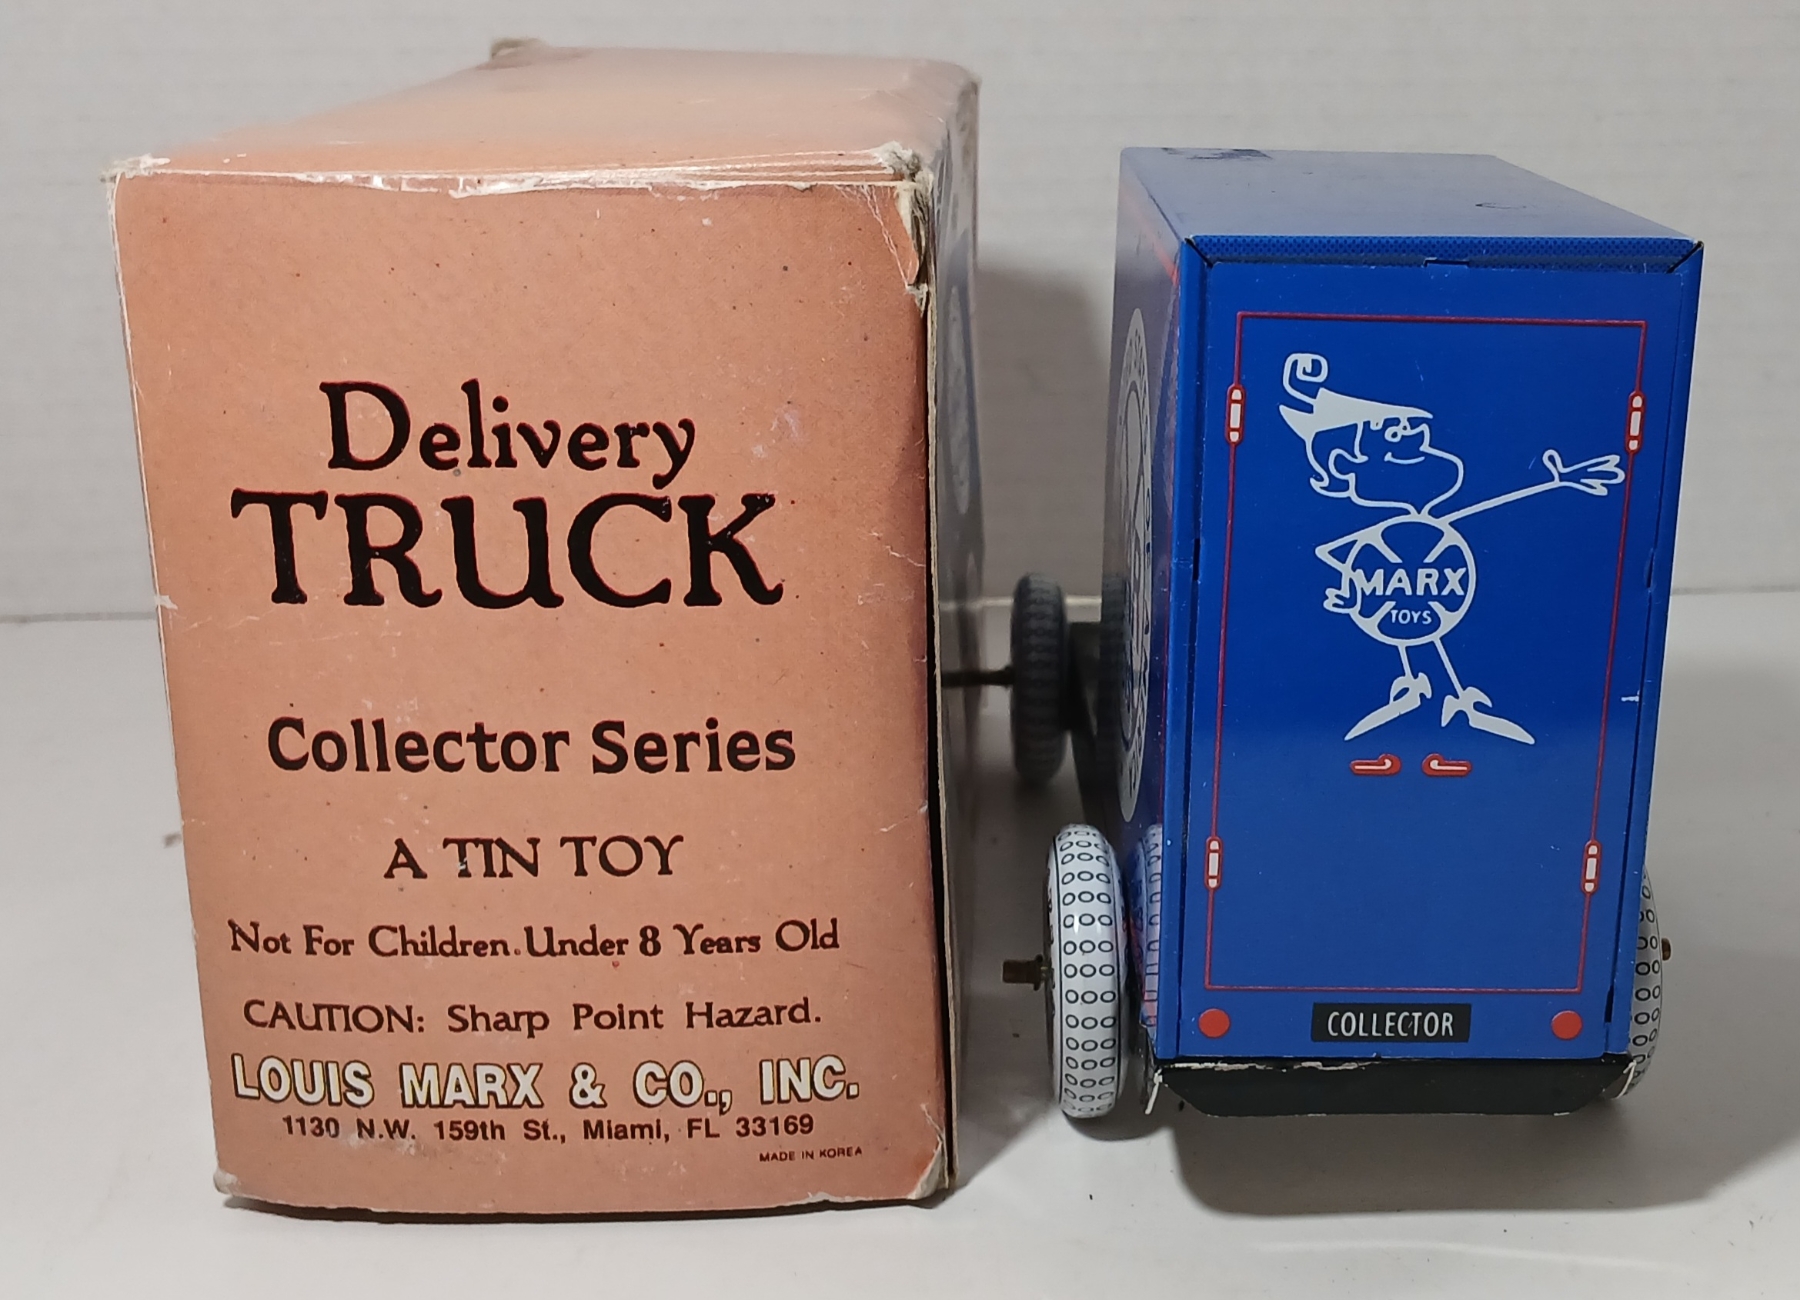 Delivery
TRUCK
Collector Series
A TIN TOY
Not For Children Under 8 Years Old
CAUTION: Sharp Point Hazard.
LOUIS MARX & CO., INC.
1130 N.W. 159th St., Miami, FL 33169
MADE IN KOREA
MARX
TOYS
COLLECTOR